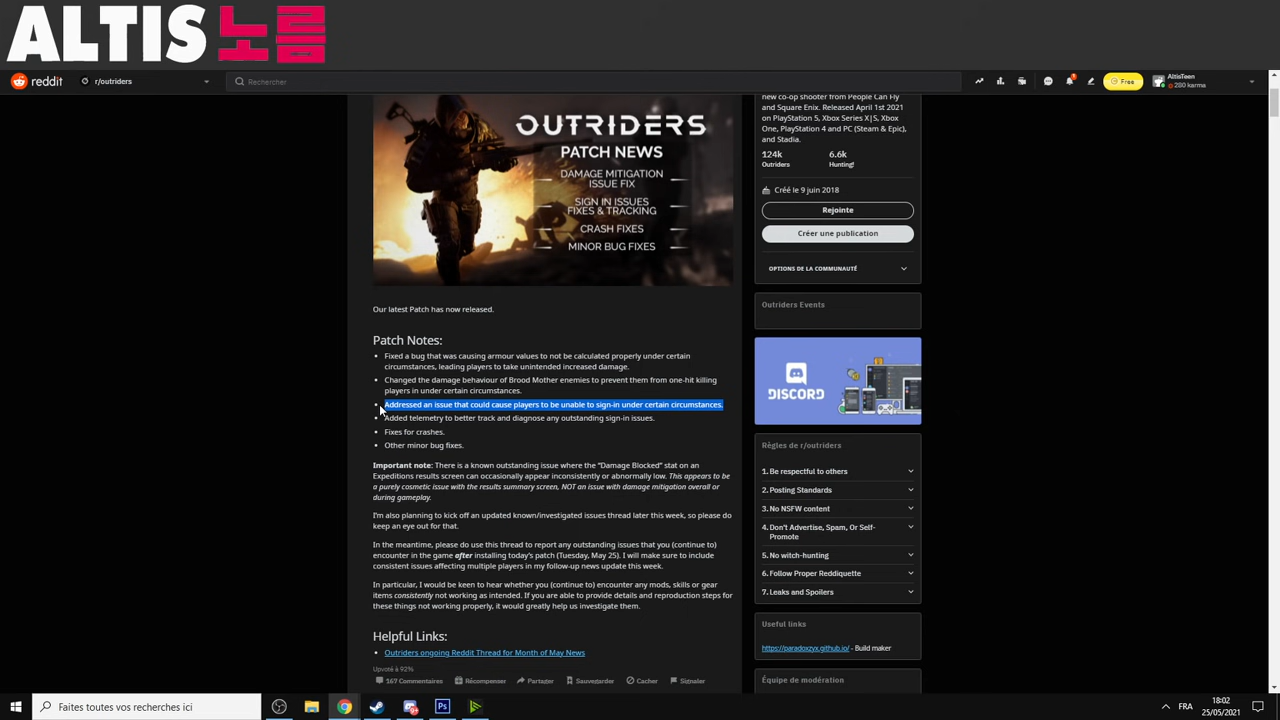 ALTIS 노름
reddit
r/outriders
Rechercher
Free
AltisTeen
280 karma
OUTRIDERS
PATCH NEWS
DAMAGE MITIGATION
ISSUE FIX
SIGN IN ISSUES
FIXES & TRACKING
CRASH FIXES
MINOR BUG FIXES
Our latest Patch has now released.
Patch Notes:
Fixed a bug that was causing armour values to not be calculated properly under certain
circumstances, leading players to take unintended increased damage.
Changed the damage behaviour of Brood Mother enemies to prevent them from one-hit killing
players in under certain circumstances.
Addressed an issue that could cause players to be unable to sign-in under certain circumstances.
Added telemetry to better track and diagnose any outstanding sign-in issues.
Fixes for crashes.
Other minor bug fixes.
Important note: There is a known outstanding issue where the "Damage Blocked" stat on an
Expeditions results screen can occasionally appear inconsistently or abnormally low. This appears to be
a purely cosmetic issue with the results summary screen, NOT an issue with damage mitigation overall or
during gameplay.
I'm also planning to kick off an updated known/investigated issues thread later this week, so please do
keep an eye out for that.
In the meantime, please do use this thread to report any outstanding issues that you (continue to)
encounter in the game after installing today's patch (Tuesday, May 25). I will make sure to include
consistent issues affecting multiple players in my follow-up news update this week.
In particular, I would be keen to hear whether you (continue to) encounter any mods, skills or gear
items consistently not working as intended. If you are able to provide details and reproduction steps for
these things not working properly, it would greatly help us investigate them.
Helpful Links:
Outriders ongoing Reddit Thread for Month of May News
Upvoté à 92%
167 Commentaires
Récompenser
Partager
Sauvegarder
Cacher
Signaler
new co-op shooter from People Can Fly
and Square Enix. Released April 1st 2021
on PlayStation 5, Xbox Series X|S, Xbox
One, PlayStation 4 and PC (Steam & Epic),
and Stadia.
124k 6.6k
Outriders Hunting!
Créé le 9 juin 2018
Rejointe
Créer une publication
OPTIONS DE LA COMMUNAUTÉ
Outriders Events
DISCORD
Règles de r/outriders
1. Be respectful to others
2. Posting Standards
3. No NSFW content
4. Don't Advertise, Spam, Or Self-
Promote
5. No witch-hunting
6. Follow Proper Reddiquette
7. Leaks and Spoilers
Useful links
https://paradoxzyx.github.io/ - Build maker
Équipe de modération
Faites toutes vos recherches ici
Ps
FRA
18:02
25/05/2021